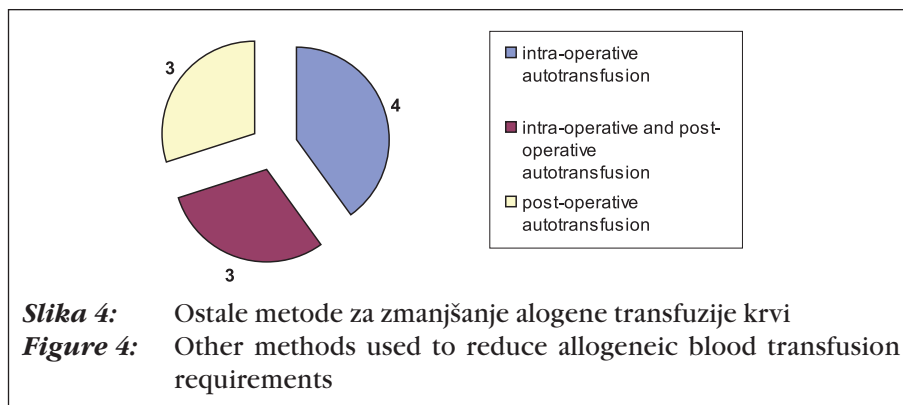 3
4
3
intra-operative
autotransfusion
intra-operative and post-
operative
autotransfusion
post-operative
autotransfusion
Slika 4: Ostale metode za zmanjšanje alogene transfuzije krvi
Figure 4: Other methods used to reduce allogeneic blood transfusion
requirements